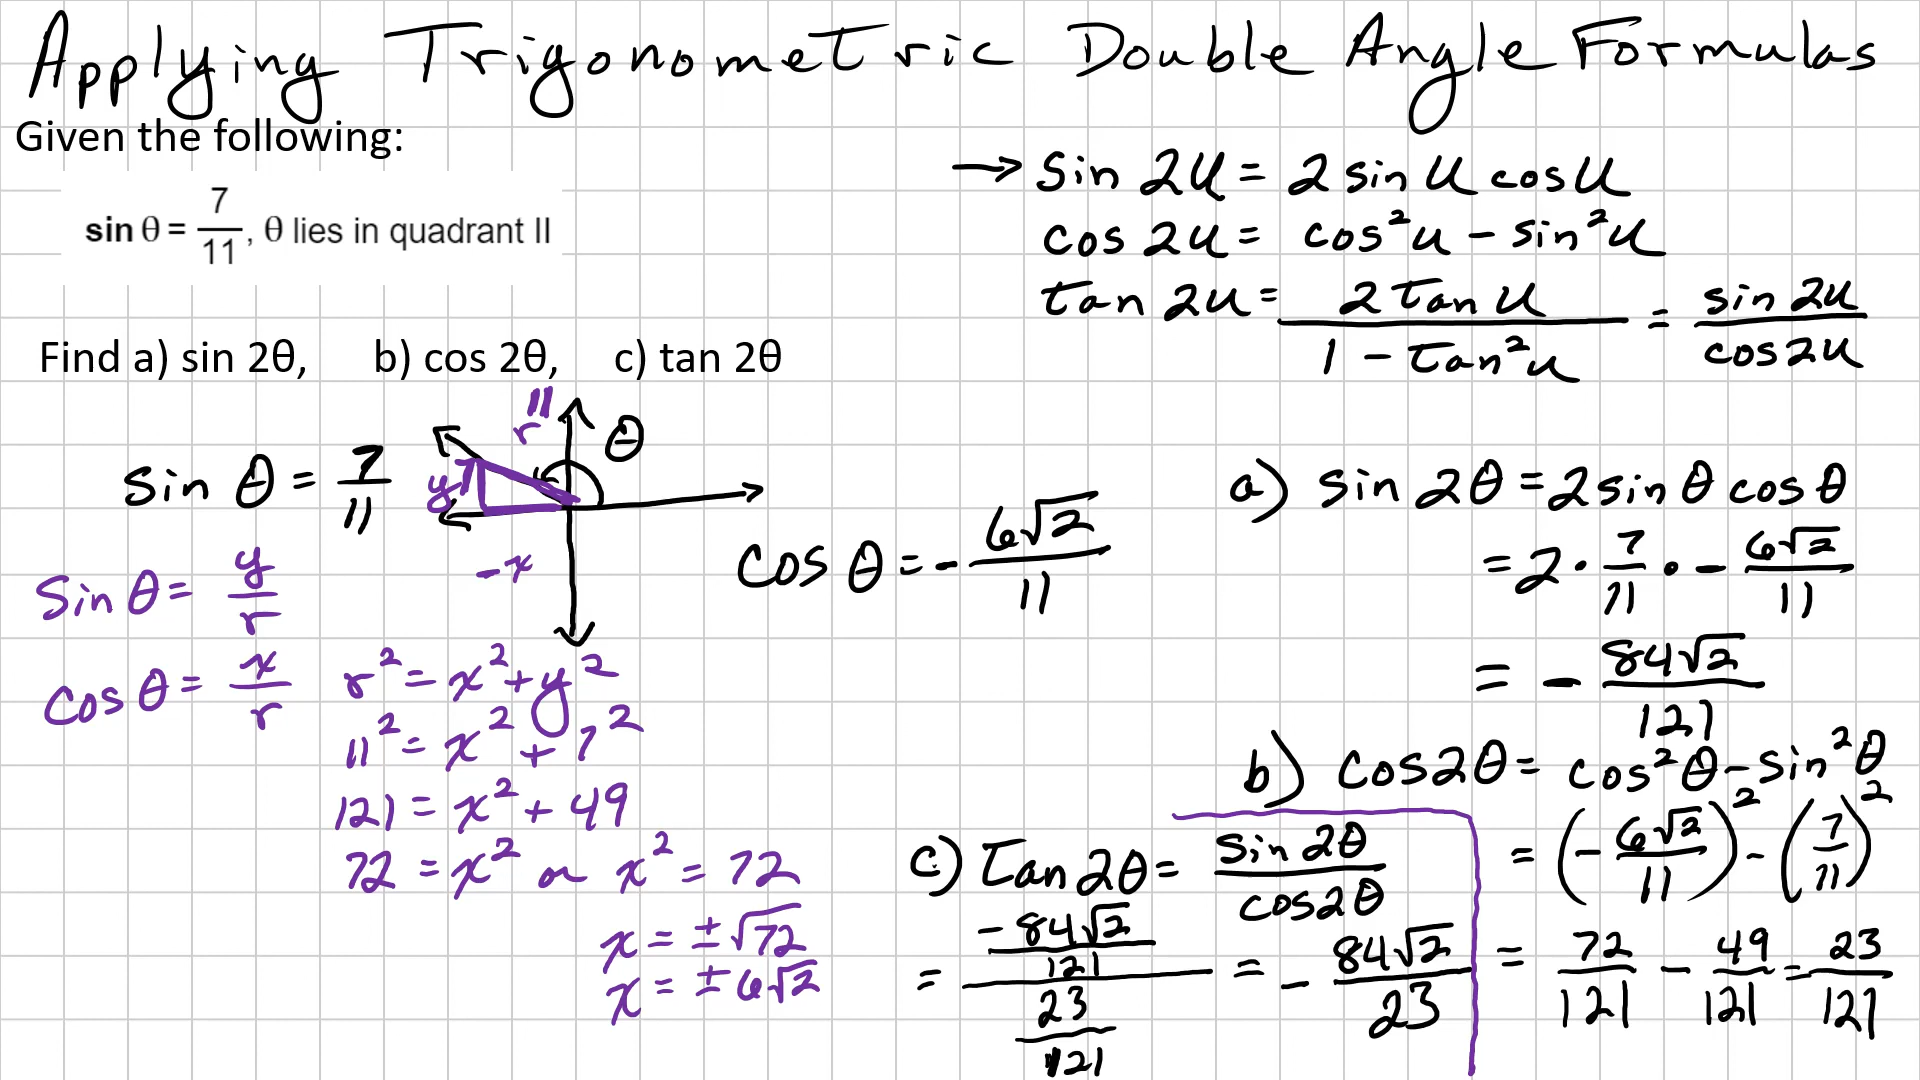 Applying Trigonometric Double Angle Formulas
Given the following:
sin θ = 7/11, θ lies in quadrant II
→ sin 2u = 2 sin u cos u
cos 2u = cos²u − sin²u
tan 2u = 2 tan u / 1 − tan²u = sin 2u / cos 2u
Find a) sin 2θ, b) cos 2θ, c) tan 2θ
sin θ = 7/11
11
r
θ
y 7
-x
sin θ = y/r
cos θ = x/r
r² = x² + y²
11² = x² + 7²
121 = x² + 49
72 = x² or x² = 72
x = ±√72
x = ±6√2
cos θ = - 6√2/11
a) sin 2θ = 2 sin θ cos θ
= 2 · 7/11 · - 6√2/11
= - 84√2/121
b) cos 2θ = cos²θ − sin²θ
= (- 6√2/11)² - (7/11)²
= 72/121 - 49/121 = 23/121
c) tan 2θ = sin 2θ / cos 2θ
= -84√2/121 / 23/121 = - 84√2/23